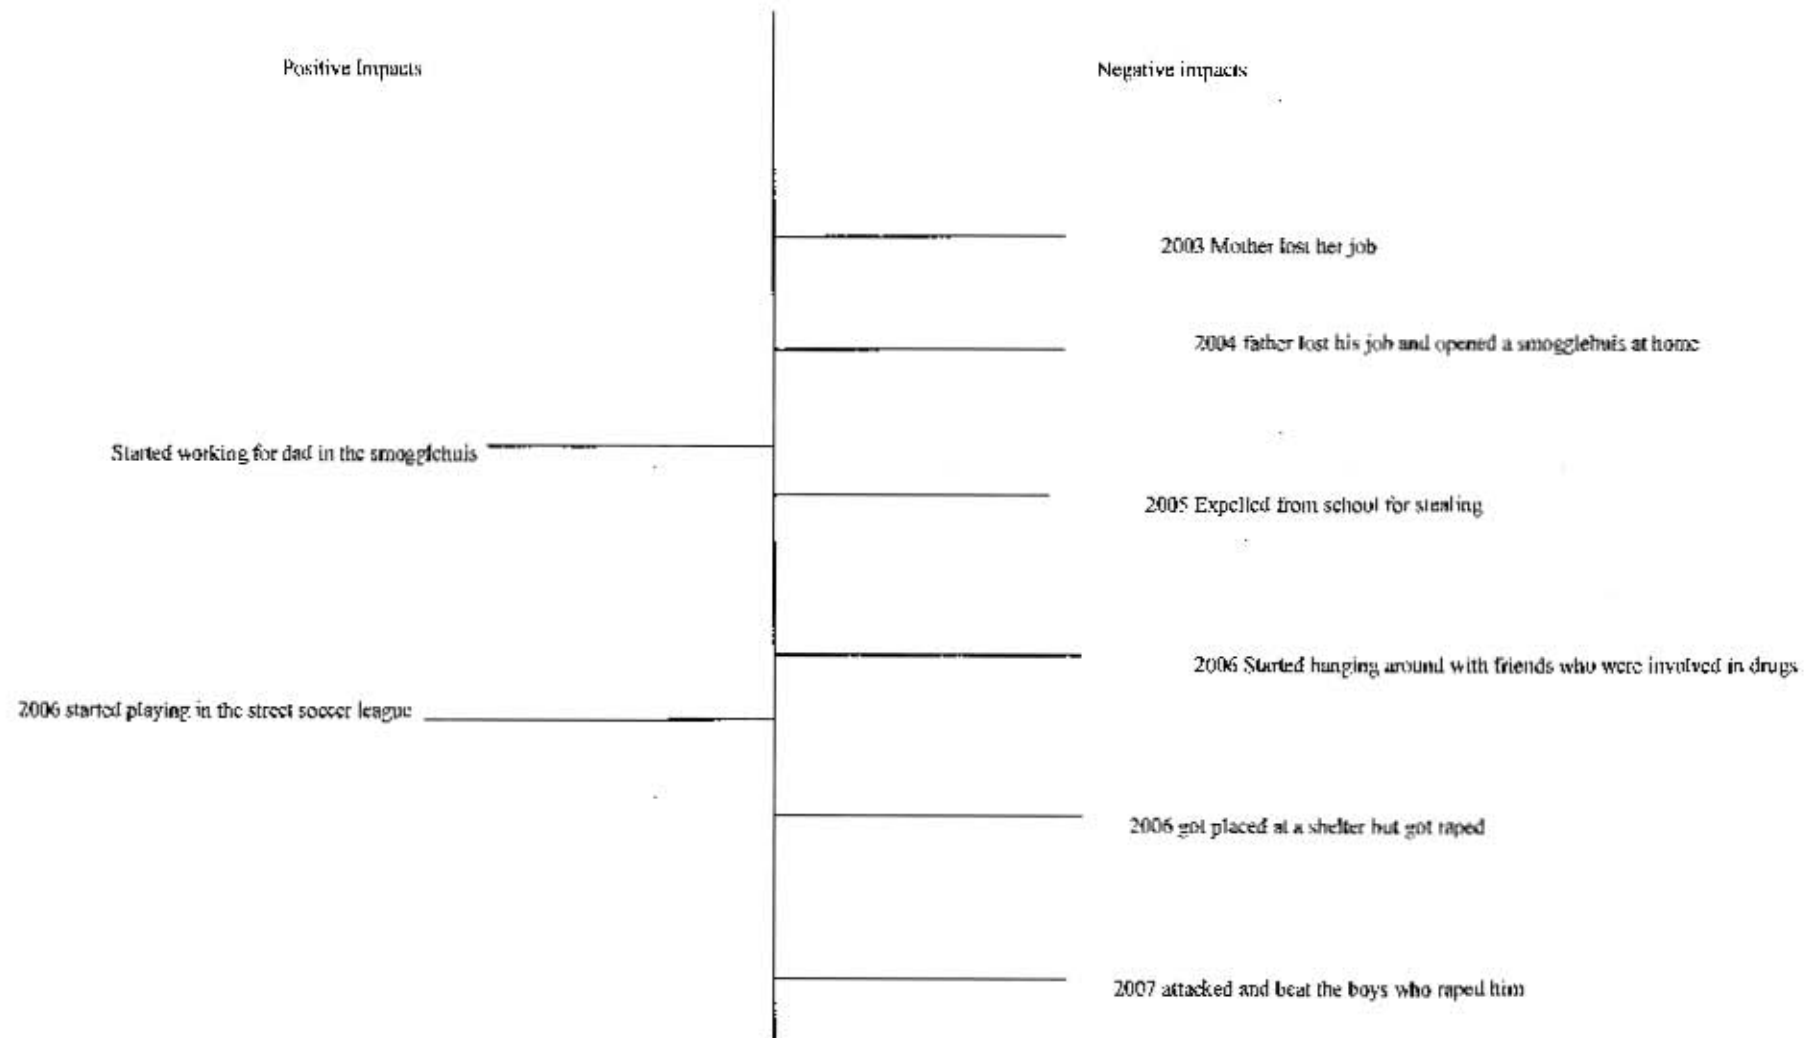 Positive Impacts
Negative impacts
2003 Mother lost her job
2004 father lost his job and opened a smogglehuis at home
Started working for dad in the smogglehuis
2005 Expelled from school for stealing
2006 Started hanging around with friends who were involved in drugs
2006 started playing in the street soccer league
2006 got placed at a shelter but got raped
2007 attacked and beat the boys who raped him